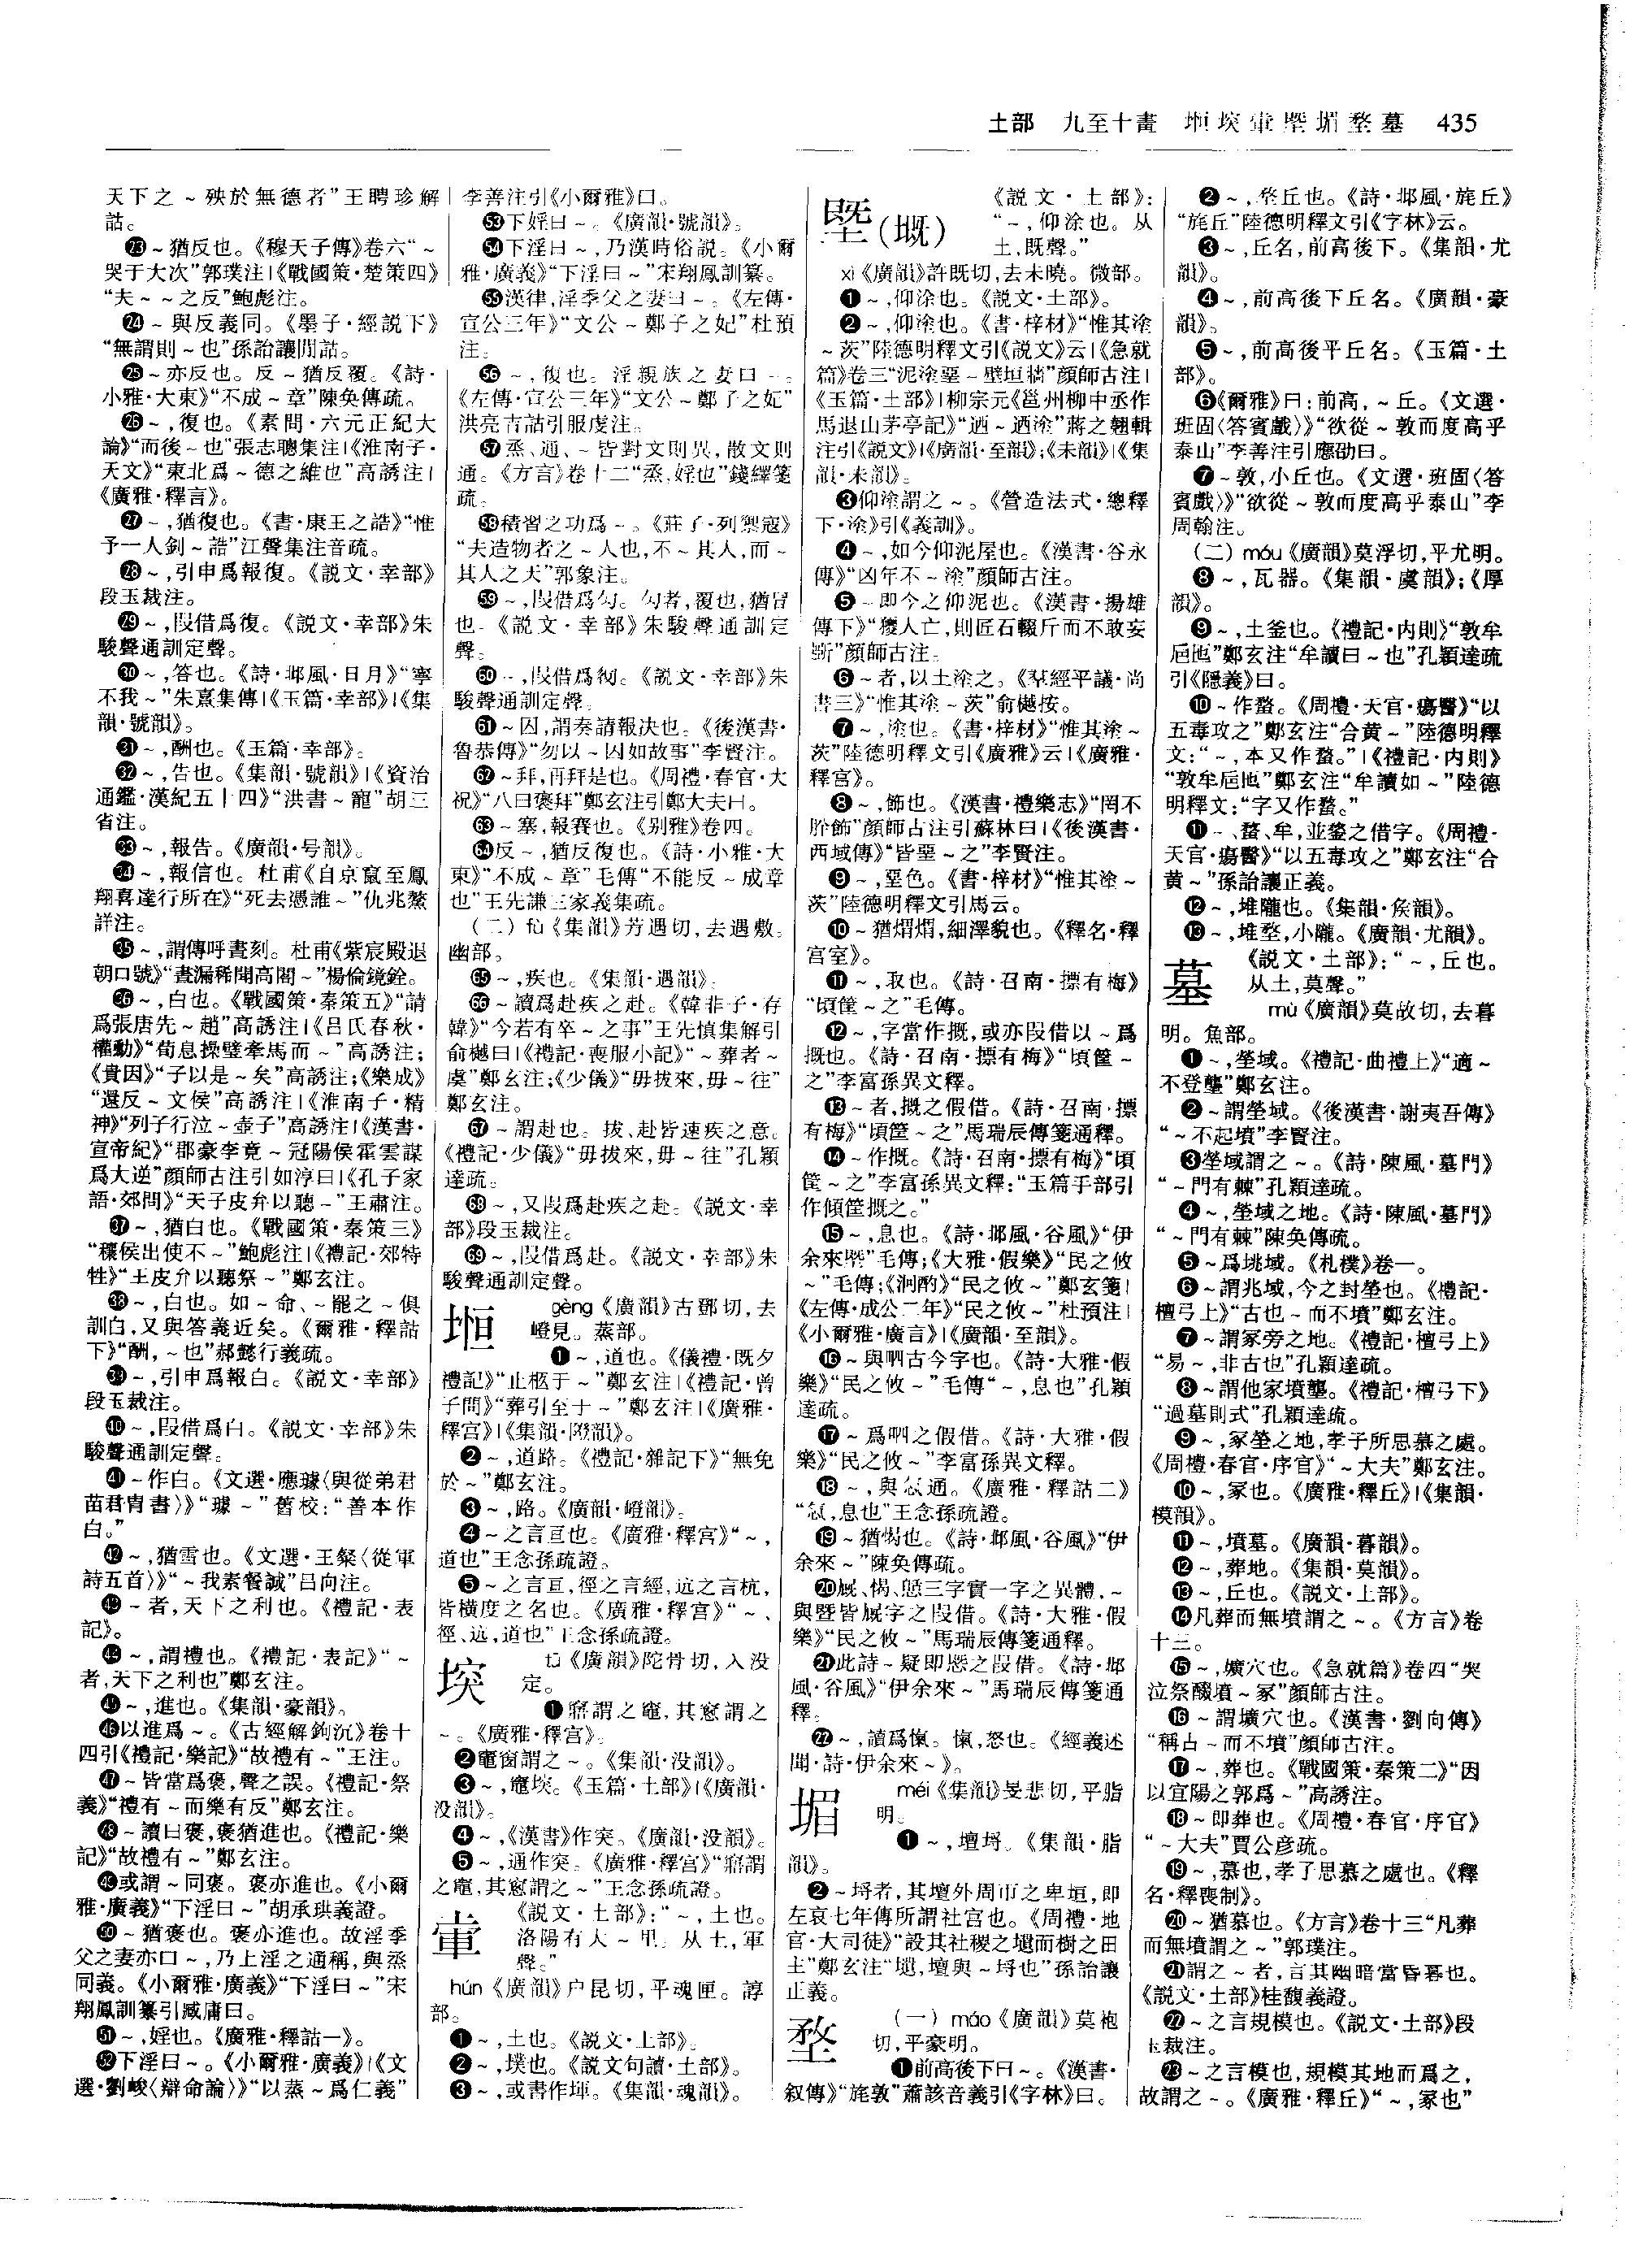 土部　九至十畫　堩堗塣塈堳堥墓　435
天下之～殃於無德者”王聘珍解
詁。
㉓～猶反也。《穆天子傳》卷六“～
哭于大次”郭璞注|《戰國策·楚策四》
“夫～～之反”鮑彪注。
㉔～與反義同。《墨子·經説下》
“無謂則～也”孫詒讓閒詁。
㉕～亦反也。反～猶反覆。《詩·
小雅·大東》“不成～章”陳奂傳疏。
㉖～,復也。《素問·六元正紀大
論》“而後～也”張志聰集注|《淮南子·
天文》“東北爲～德之維也”高誘注|
《廣雅·釋言》。
㉗～,猶復也。《書·康王之誥》“惟
予一人釗～誥”江聲集注音疏。
㉘～,引申爲報復。《説文·㚔部》
段玉裁注。
㉙～,叚借爲復。《説文·㚔部》朱
駿聲通訓定聲。
㉚～,答也。《詩·邶風·日月》“寧
不我～”朱熹集傳|《玉篇·㚔部》|《集
韻·號韻》。
㉛～,酬也。《玉篇·㚔部》。
㉜～,告也。《集韻·號韻》|《資治
通鑑·漢紀五十四》“洪書～寵”胡三
省注。
㉝～,報告。《廣韻·号韻》。
㉞～,報信也。杜甫《自京竄至鳳
翔喜達行所在》“死去憑誰～”仇兆鰲
詳注。
㉟～,謂傳呼晝刻。杜甫《紫宸殿退
朝口號》“晝漏稀聞高閣～”楊倫鏡銓。
㊱～,白也。《戰國策·秦策五》“請
爲張唐先～趙”高誘注|《吕氏春秋·
權勳》“荀息操璧牽馬而～”高誘注;
《貴因》“子以是～矣”高誘注;《樂成》
“還反～文侯”高誘注|《淮南子·精
神》“列子行泣～壺子”高誘注|《漢書·
宣帝紀》“郡豪李竟～冠陽侯霍雲謀
爲大逆”顔師古注引如淳曰|《孔子家
語·郊問》“天子皮弁以聽～”王肅注。
㊲～,猶白也。《戰國策·秦策三》
“穰侯出使不～”鮑彪注|《禮記·郊特
牲》“王皮弁以聽祭～”鄭玄注。
㊳～,白也。如～命、～罷之～俱
訓白,又與答義近矣。《爾雅·釋詁
下》“酬,～也”郝懿行義疏。
㊴～,引申爲報白。《説文·㚔部》
段玉裁注。
㊵～,叚借爲白。《説文·㚔部》朱
駿聲通訓定聲。
㊶～作白。《文選·應璩〈與從弟君
苗君胄書〉》“璩～”舊校:“善本作
白。”
㊷～,猶雪也。《文選·王粲〈從軍
詩五首〉》“～我素餐誠”吕向注。
㊸～者,天下之利也。《禮記·表
記》。
㊹～,謂禮也。《禮記·表記》“～
者,天下之利也”鄭玄注。
㊺～,進也。《集韻·豪韻》。
㊻以進爲～。《古經解鉤沉》卷十
四引《禮記·樂記》“故禮有～”王注。
㊼～皆當爲褒,聲之誤。《禮記·祭
義》“禮有～而樂有反”鄭玄注。
㊽～讀曰褒,褒猶進也。《禮記·樂
記》“故禮有～”鄭玄注。
㊾或謂～同褒。褒亦進也。《小爾
雅·廣義》“下淫曰～”胡承珙義證。
㊿～猶褒也。褒亦進也。故淫季
父之妻亦曰～,乃上淫之通稱,與烝
同義。《小爾雅·廣義》“下淫曰～”宋
翔鳳訓纂引臧庸曰。
51～,婬也。《廣雅·釋詁一》。
52下淫曰～。《小爾雅·廣義》|《文
選·劉峻〈辯命論〉》“以蒸～爲仁義”
李善注引《小爾雅》曰。
53下婬曰～。《廣韻·號韻》。
54下淫曰～,乃漢時俗説。《小爾
雅·廣義》“下淫曰～”宋翔鳳訓纂。
55漢律,淫季父之妻曰～。《左傳·
宣公三年》“文公～鄭子之妃”杜預
注。
56～,復也。淫親族之妻曰～。
《左傳·宣公三年》“文公～鄭子之妃”
洪亮吉詁引服虔注。
57烝、通、～皆對文則異,散文則
通。《方言》卷十二“烝,婬也”錢繹箋
疏。
58積習之功爲～。《莊子·列禦寇》
“夫造物者之～人也,不～其人,而～
其人之天”郭象注。
59～,叚借爲勹。勹者,覆也,猶冒
也。《説文·㚔部》朱駿聲通訓定
聲。
60～,叚借爲匑。《説文·㚔部》朱
駿聲通訓定聲。
61～囚,謂奏請報決也。《後漢書·
魯恭傳》“勿以～囚如故事”李賢注。
62～拜,再拜是也。《周禮·春官·大
祝》“八曰褒拜”鄭玄注引鄭大夫曰。
63～塞,報賽也。《别雅》卷四。
64反～,猶反復也。《詩·小雅·大
東》“不成～章”毛傳“不能反～成章
也”王先謙三家義集疏。
(二)fù《集韻》芳遇切,去遇敷。
幽部。
65～,疾也。《集韻·遇韻》。
66～讀爲赴疾之赴。《韓非子·存
韓》“今若有卒～之事”王先慎集解引
俞樾曰|《禮記·喪服小記》“～葬者～
虞”鄭玄注;《少儀》“毋拔來,毋～往”
鄭玄注。
67～謂赴也。拔、赴皆速疾之意。
《禮記·少儀》“毋拔來,毋～往”孔穎
達疏。
68～,又叚爲赴疾之赴。《説文·㚔
部》段玉裁注。
69～,叚借爲赴。《説文·㚔部》朱
駿聲通訓定聲。
堩
gèng《廣韻》古鄧切,去
嶝見。蒸部。
❶～,道也。《儀禮·既夕
禮記》“止柩于～”鄭玄注|《禮記·曾
子問》“葬引至于～”鄭玄注|《廣雅·
釋宫》|《集韻·隥韻》。
❷～,道路。《禮記·雜記下》“無免
於～”鄭玄注。
❸～,路。《廣韻·嶝韻》。
❹～之言亘也。《廣雅·釋宫》“～,
道也”王念孫疏證。
❺～之言亘,徑之言經,远之言杭,
皆横度之名也。《廣雅·釋宫》“～、
徑、远,道也”王念孫疏證。
堗
tū《廣韻》陀骨切,入没
定。
❶竈謂之竈,其窻謂之
～。《廣雅·釋宫》。
❷竈窗謂之～。《集韻·没韻》。
❸～,竈堗。《玉篇·土部》|《廣韻·
没韻》。
❹～,《漢書》作突。《廣韻·没韻》。
❺～,通作突。《廣雅·釋宫》“謂
之竈,其窻謂之～”王念孫疏證。
《説文·土部》:“～,土也。
洛陽有大～里。从土,軍
聲。”
hún《廣韻》户昆切,平魂匣。諄
部。
❶～,土也。《説文·土部》。
❷～,墣也。《説文句讀·土部》。
❸～,或書作堚。《集韻·魂韻》。
塈(墍)
《説文·土部》:
“～,仰涂也。从
土,既聲。”
xì《廣韻》許既切,去未曉。微部。
❶～,仰涂也。《説文·土部》。
❷～,仰塗也。《書·梓材》“惟其塗
～茨”陸德明釋文引《説文》云|《急就
篇》卷三“泥塗堊～壁垣牆”顔師古注|
《玉篇·土部》|柳宗元《邕州柳中丞作
馬退山茅亭記》“迺～迺塗”蔣之翹輯
注引《説文》|《廣韻·至韻》;《未韻》|《集
韻·未韻》。
❸仰塗謂之～。《營造法式·總釋
下·塗》引《義訓》。
❹～,如今仰泥屋也。《漢書·谷永
傳》“凶年不～塗”顔師古注。
❺～即今之仰泥也。《漢書·揚雄
傳下》“獿人亡,則匠石輟斤而不敢妄
斲”顔師古注。
❻～者,以土塗之。《羣經平議·尚
書三》“惟其涂～茨”俞樾按。
❼～,塗也。《書·梓材》“惟其塗～
茨”陸德明釋文引《廣雅》云|《廣雅·
釋宫》。
❽～,飾也。《漢書·禮樂志》“罔不
肸飾”顔師古注引蘇林曰|《後漢書·
西域傳》“皆堊～之”李賢注。
❾～,堊色。《書·梓材》“惟其塗～
茨”陸德明釋文引馬云。
❿～猶煟煟,細澤貌也。《釋名·釋
宫室》。
⓫～,取也。《詩·召南·摽有梅》
“頃筐～之”毛傳。
⓬～,字當作摡,或亦叚借以～爲
摡也。《詩·召南·摽有梅》“頃筐～
之”李富孫異文釋。
⓭～者,摡之假借。《詩·召南·摽
有梅》“頃筐～之”馬瑞辰傳箋通釋。
⓮～作摡。《詩·召南·摽有梅》“頃
筐～之”李富孫異文釋:“玉篇手部引
作傾筐摡之。”
⓯～,息也。《詩·邶風·谷風》“伊
余來塈”毛傳;《大雅·假樂》“民之攸
～”毛傳;《泂酌》“民之攸～”鄭玄箋|
《左傳·成公二年》“民之攸～”杜預注|
《小爾雅·廣言》|《廣韻·至韻》。
⓰～與呬古今字也。《詩·大雅·假
樂》“民之攸～”毛傳“～,息也”孔穎
達疏。
⓱～爲呬之假借。《詩·大雅·假
樂》“民之攸～”李富孫異文釋。
⓲～,與㤅通。《廣雅·釋詁二》
“㤅,息也”王念孫疏證。
⓳～猶愒也。《詩·邶風·谷風》“伊
余來～”陳奂傳疏。
⓴㞒、愒、憩三字實一字之異體,～
與暨皆㞒字之叚借。《詩·大雅·假
樂》“民之攸～”馬瑞辰傳箋通釋。
㉑此詩～疑即㤅之叚借。《詩·邶
風·谷風》“伊余來～”馬瑞辰傳箋通
釋。
㉒～,讀爲愾。愾,怒也。《經義述
聞·詩·伊余來～》。
堳
méi《集韻》旻悲切,平脂
明。
❶～,壇埒。《集韻·脂
韻》。
❷～埒者,其壇外周帀之卑垣,即
左哀七年傳所謂社宫也。《周禮·地
官·大司徒》“設其社稷之壝而樹之田
主”鄭玄注“壝,壇與～埒也”孫詒讓
正義。
堥
(一)máo《廣韻》莫袍
切,平豪明。
❶前高後下曰～。《漢書·
叙傳》“旄敦”蕭該音義引《字林》曰。
❷～,堥丘也。《詩·邶風·旄丘》
“旄丘”陸德明釋文引《字林》云。
❸～,丘名,前高後下。《集韻·尤
韻》。
❹～,前高後下丘名。《廣韻·豪
韻》。
❺～,前高後平丘名。《玉篇·土
部》。
❻《爾雅》曰:前高,～丘。《文選·
班固〈答賓戲〉》“欲從～敦而度高乎
泰山”李善注引應劭曰。
❼～敦,小丘也。《文選·班固〈答
賓戲〉》“欲從～敦而度高乎泰山”李
周翰注。
(二)móu《廣韻》莫浮切,平尤明。
❽～,瓦器。《集韻·虞韻》;《厚
韻》。
❾～,土釜也。《禮記·内則》“敦牟
卮匜”鄭玄注“牟讀曰～也”孔穎達疏
引《隱義》曰。
❿～作蝥。《周禮·天官·瘍醫》“以
五毒攻之”鄭玄注“合黄～”陸德明釋
文:“～,本又作蝥。”|《禮記·内則》
“敦牟卮匜”鄭玄注“牟讀如～”陸德
明釋文:“字又作蝥。”
⓫～、蝥、牟,並鍪之借字。《周禮·
天官·瘍醫》“以五毒攻之”鄭玄注“合
黄～”孫詒讓正義。
⓬～,堆隴也。《集韻·矦韻》。
⓭～,堆堥,小隴。《廣韻·尤韻》。
墓
《説文·土部》:“～,丘也。
从土,莫聲。”
mù《廣韻》莫故切,去暮
明。魚部。
❶～,塋域。《禮記·曲禮上》“適～
不登壟”鄭玄注。
❷～謂塋域。《後漢書·謝夷吾傳》
“～不起墳”李賢注。
❸塋域謂之～。《詩·陳風·墓門》
“～門有棘”孔穎達疏。
❹～,塋域之地。《詩·陳風·墓門》
“～門有棘”陳奂傳疏。
❺～爲垗域。《札樸》卷一。
❻～謂兆域,今之封塋也。《禮記·
檀弓上》“古也～而不墳”鄭玄注。
❼～謂冢旁之地。《禮記·檀弓上》
“易～,非古也”孔穎達疏。
❽～謂他家墳壟。《禮記·檀弓下》
“過墓則式”孔穎達疏。
❾～,冢塋之地,孝子所思慕之處。
《周禮·春官·序官》“～大夫”鄭玄注。
❿～,冢也。《廣雅·釋丘》|《集韻·
模韻》。
⓫～,墳墓。《廣韻·暮韻》。
⓬～,葬地。《集韻·莫韻》。
⓭～,丘也。《説文·土部》。
⓮凡葬而無墳謂之～。《方言》卷
十三。
⓯～,壙穴也。《急就篇》卷四“哭
泣祭醊墳～冢”顔師古注。
⓰～謂壙穴也。《漢書·劉向傳》
“稱古～而不墳”顔師古注。
⓱～,葬也。《戰國策·秦策二》“因
以宜陽之郭爲～”高誘注。
⓲～即葬也。《周禮·春官·序官》
“～大夫”賈公彦疏。
⓳～,慕也,孝子思慕之處也。《釋
名·釋喪制》。
⓴～猶慕也。《方言》卷十三“凡葬
而無墳謂之～”郭璞注。
㉑謂之～者,言其幽暗當昏暮也。
《説文·土部》桂馥義證。
㉒～之言規模也。《説文·土部》段
玉裁注。
㉓～之言模也,規模其地而爲之,
故謂之～。《廣雅·釋丘》“～,冢也”